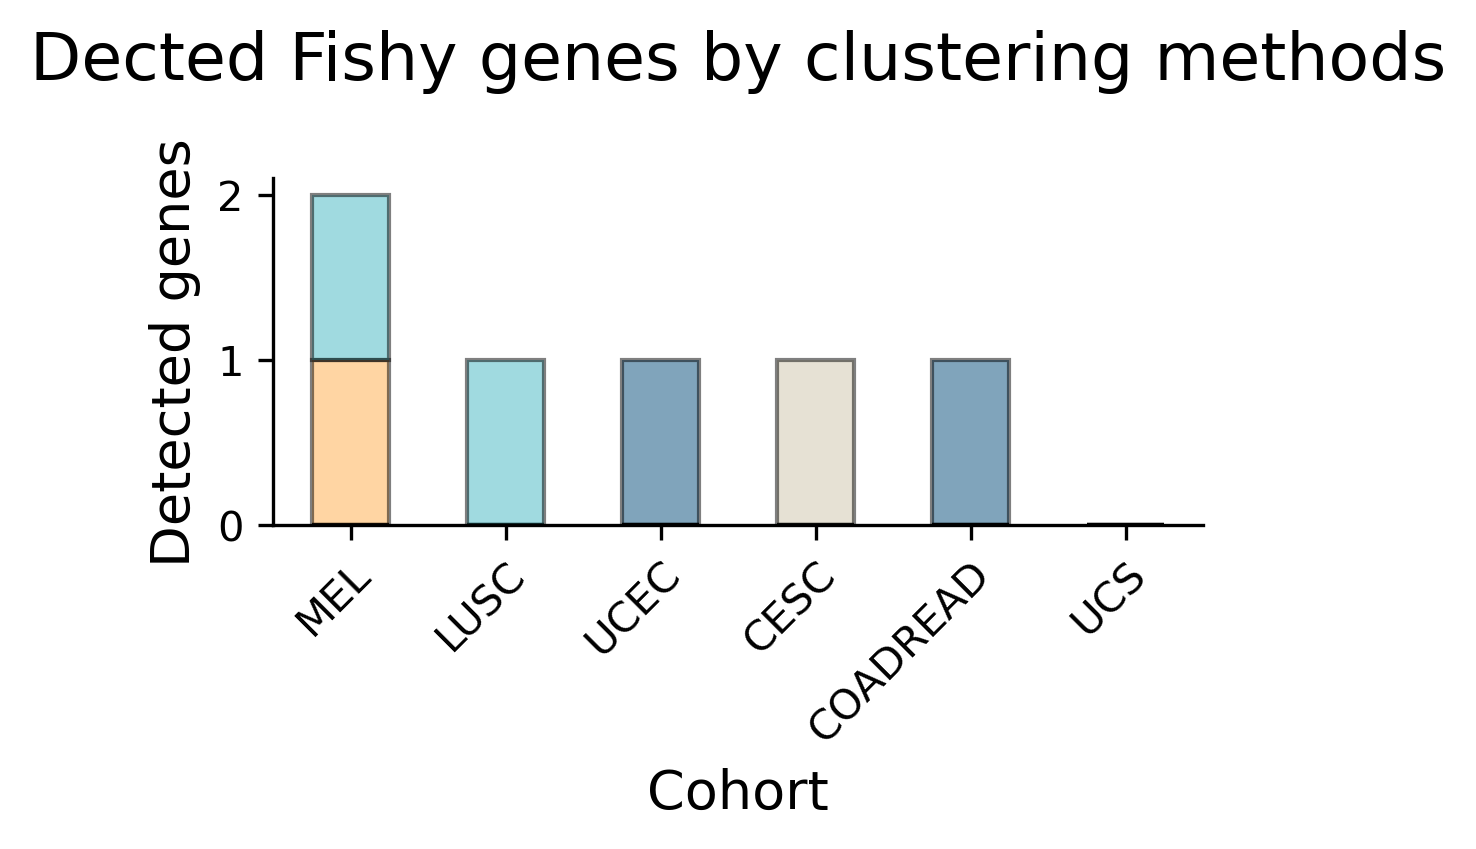 Dected Fishy genes by clustering methods
Detected genes
2
1
0
MEL
LUSC
UCEC
CESC
COADREAD
UCS
Cohort